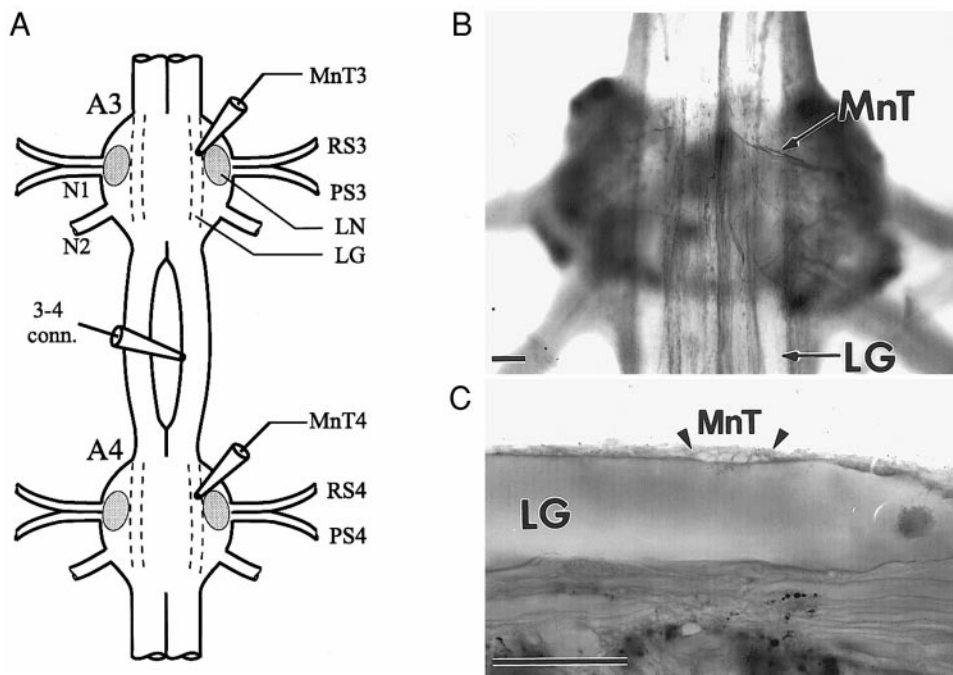 A
A3
MnT3
RS3
N1
PS3
LN
N2
LG
3-4
conn.
MnT4
A4
RS4
PS4
B
MnT
LG
C
MnT
LG